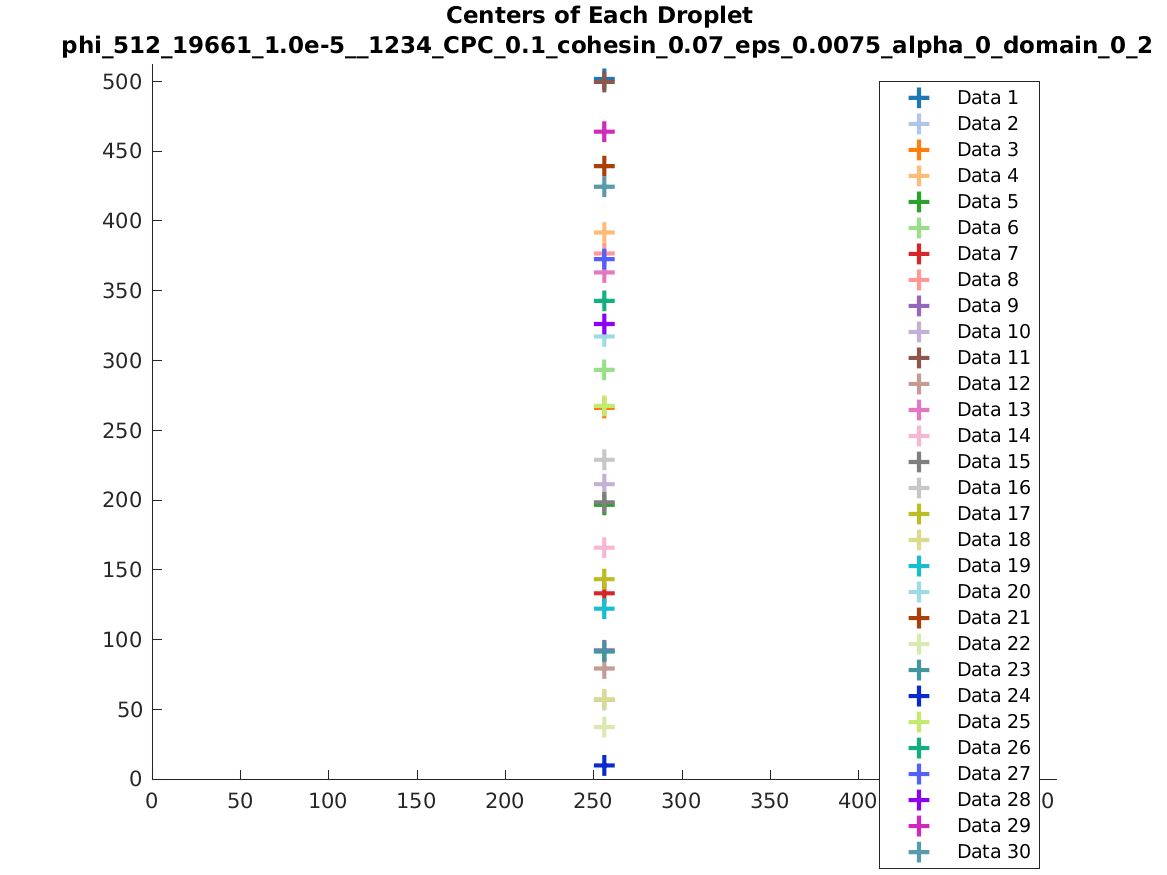 Centers of Each Droplet
phi_512_19661_1.0e-5__1234_CPC_0.1_cohesin_0.07_eps_0.0075_alpha_0_domain_0_2
500
450
400
350
300
250
200
150
100
50
0
0 50 100 150 200 250 300 350 400 0
Data 1
Data 2
Data 3
Data 4
Data 5
Data 6
Data 7
Data 8
Data 9
Data 10
Data 11
Data 12
Data 13
Data 14
Data 15
Data 16
Data 17
Data 18
Data 19
Data 20
Data 21
Data 22
Data 23
Data 24
Data 25
Data 26
Data 27
Data 28
Data 29
Data 30